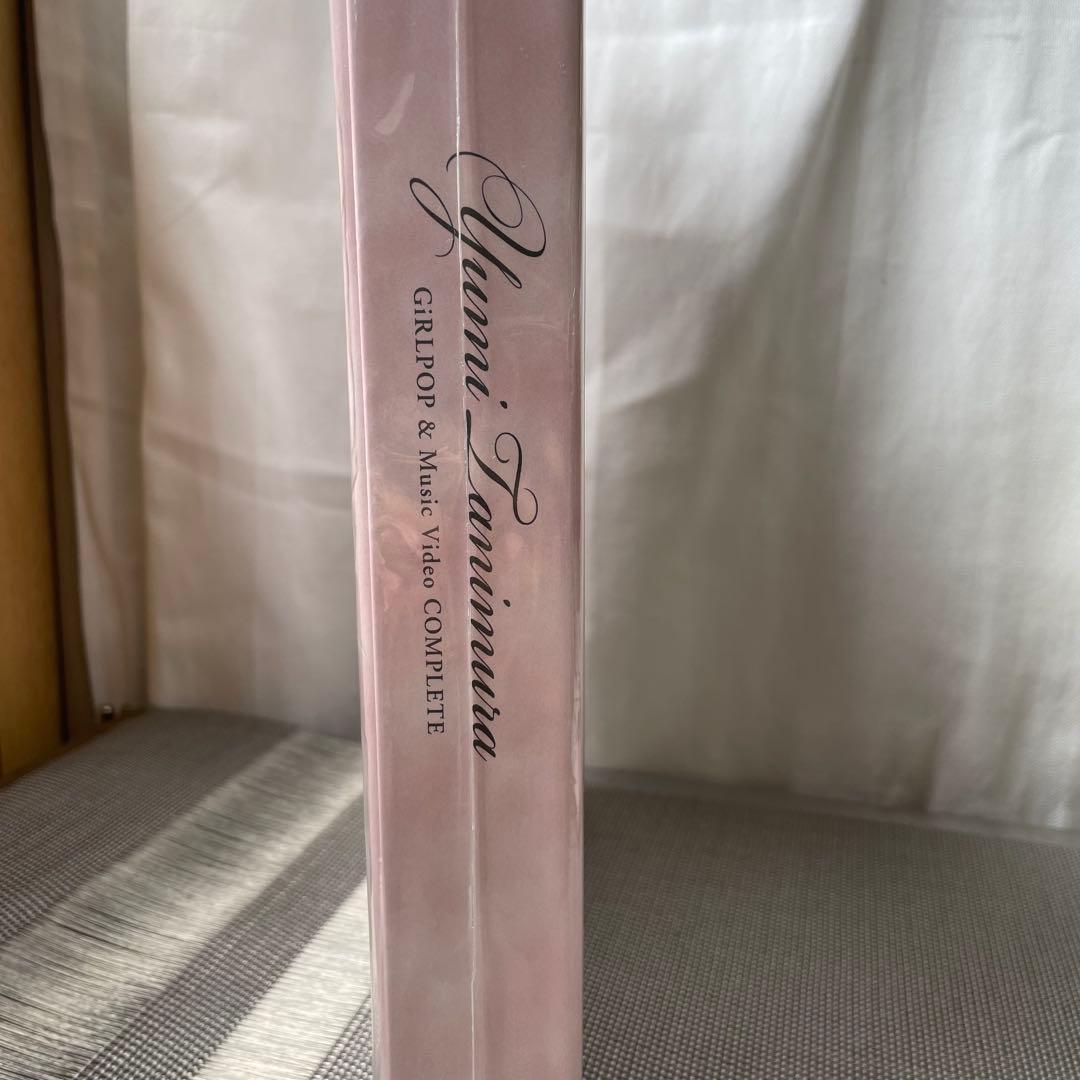 Yumi Tanimura
GiRLPOP & Music Video COMPLETE